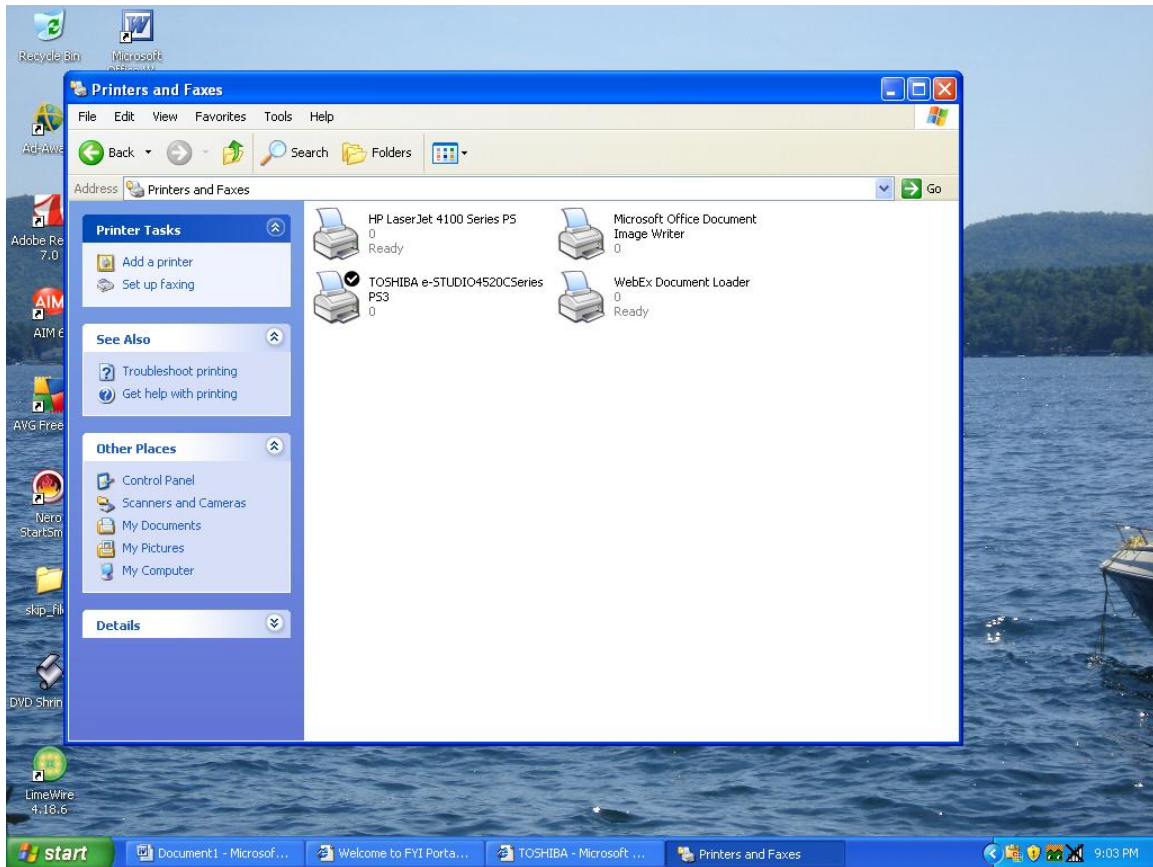 Recycle Bin
Microsoft
Office W...
Printers and Faxes
File Edit View Favorites Tools Help
Ad-Awa
Back Search Folders
Address Printers and Faxes Go
Adobe Re
7.0
AIM 6
AVG Free
Nero
StartSm
skip_fil
DVD Shrin
LimeWire
4.18.6
Printer Tasks
Add a printer
Set up faxing
See Also
Troubleshoot printing
Get help with printing
Other Places
Control Panel
Scanners and Cameras
My Documents
My Pictures
My Computer
Details
HP LaserJet 4100 Series PS
0
Ready
Microsoft Office Document
Image Writer
0
TOSHIBA e-STUDIO4520CSeries
PS3
0
WebEx Document Loader
0
Ready
start Document1 - Microsof... Welcome to FYI Porta... TOSHIBA - Microsoft ... Printers and Faxes 9:03 PM